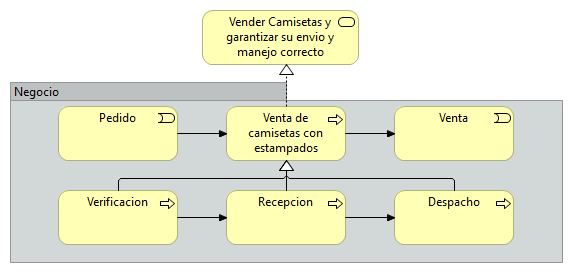 Vender Camisetas y
garantizar su envio y
manejo correcto
Negocio
Pedido
Venta de
camisetas con
estampados
Venta
Verificacion
Recepcion
Despacho